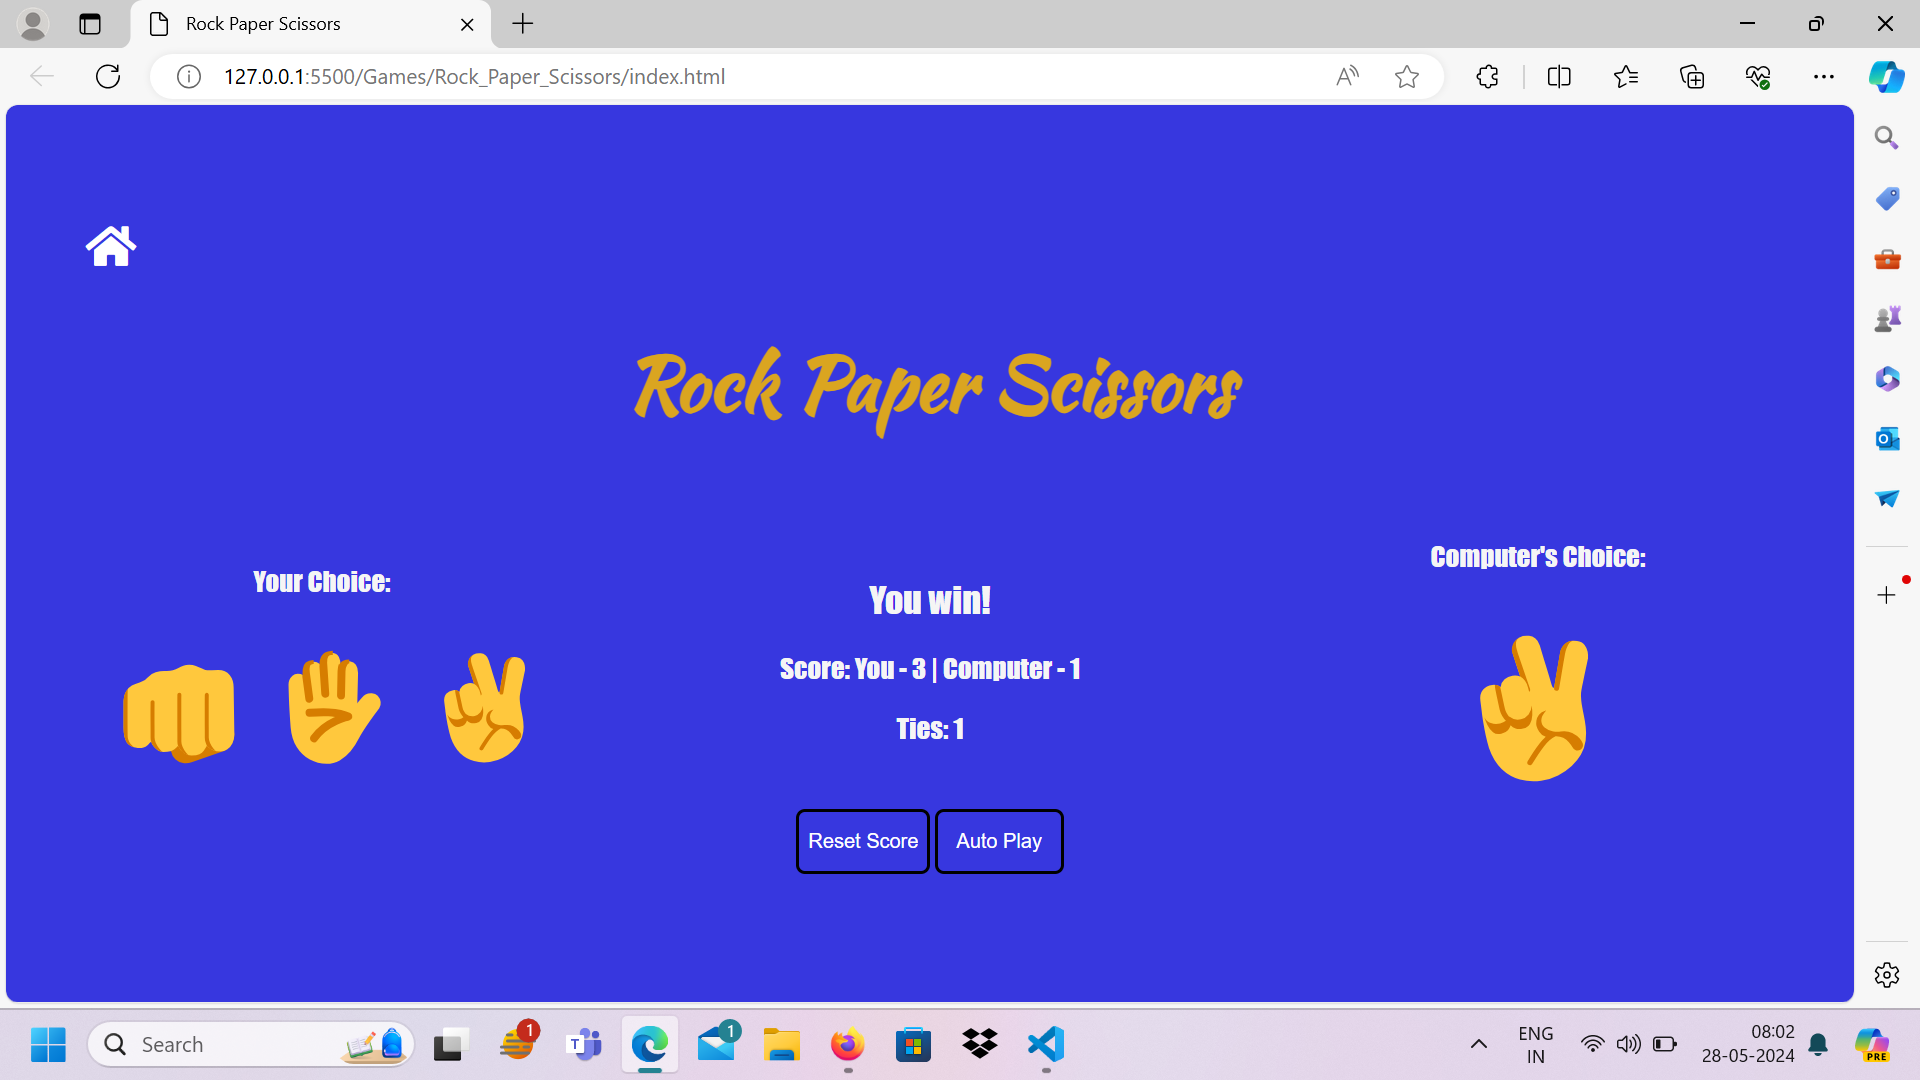 Rock Paper Scissors
127.0.0.1:5500/Games/Rock_Paper_Scissors/index.html
Rock Paper Scissors
Your Choice:
Computer's Choice:
You win!
Score: You - 3 | Computer - 1
Ties: 1
Reset Score
Auto Play
Search
1
T
1
ENG
IN
08:02
28-05-2024
PRE